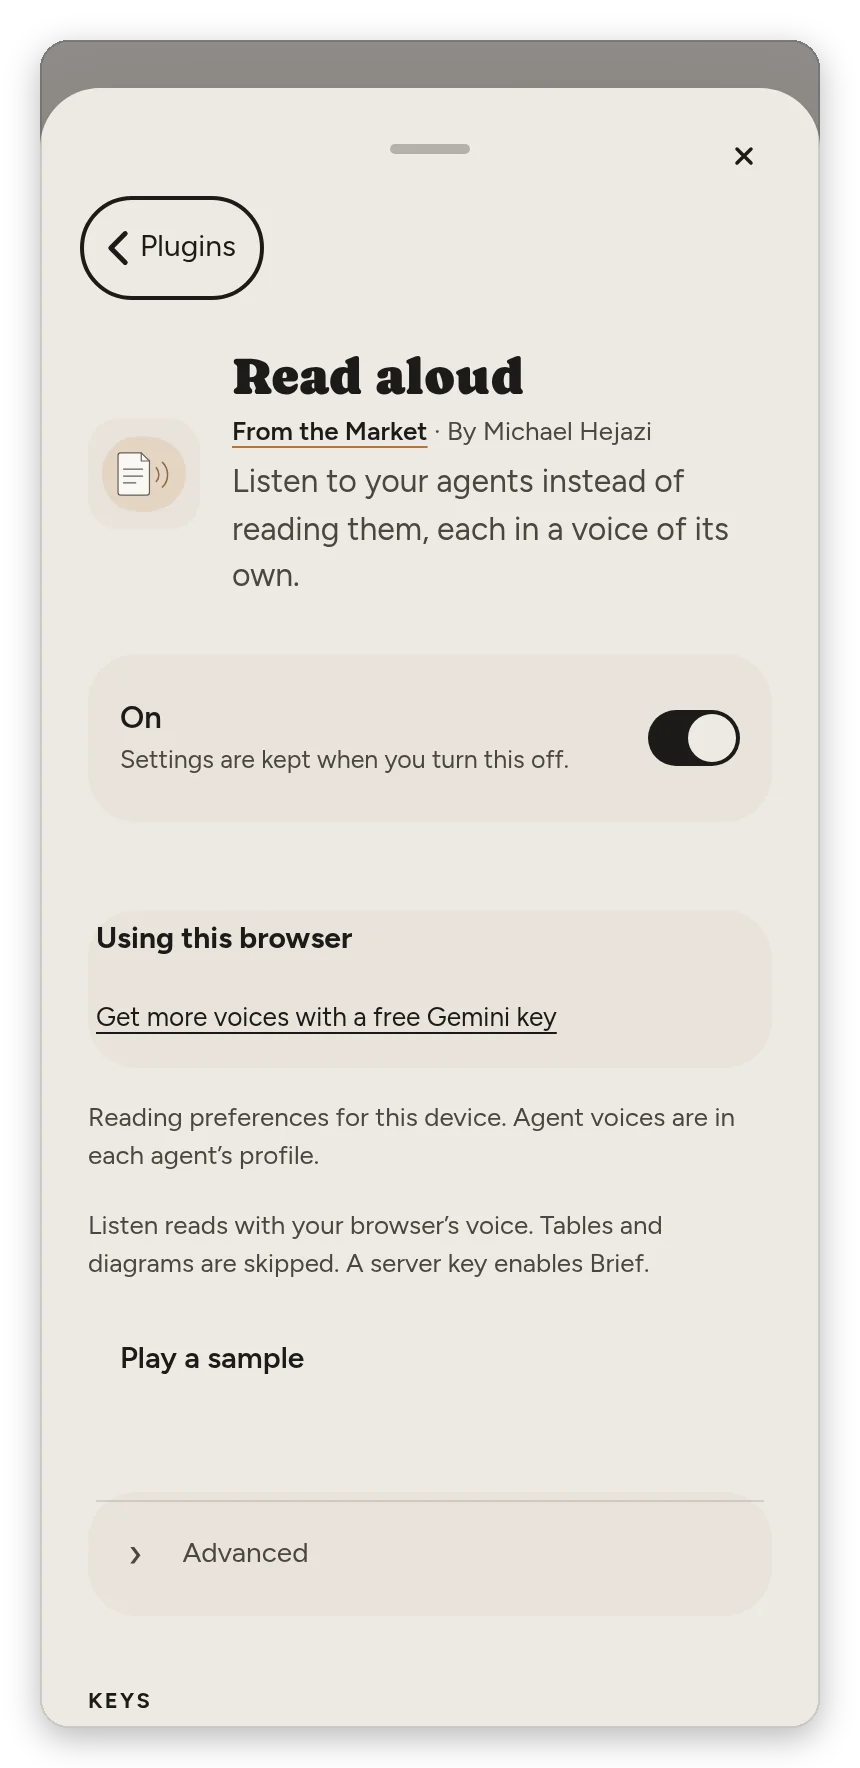 Plugins
Read aloud
From the Market · By Michael Hejazi
Listen to your agents instead of
reading them, each in a voice of its
own.
On
Settings are kept when you turn this off.
Using this browser
Get more voices with a free Gemini key
Reading preferences for this device. Agent voices are in
each agent’s profile.
Listen reads with your browser’s voice. Tables and
diagrams are skipped. A server key enables Brief.
Play a sample
Advanced
KEYS